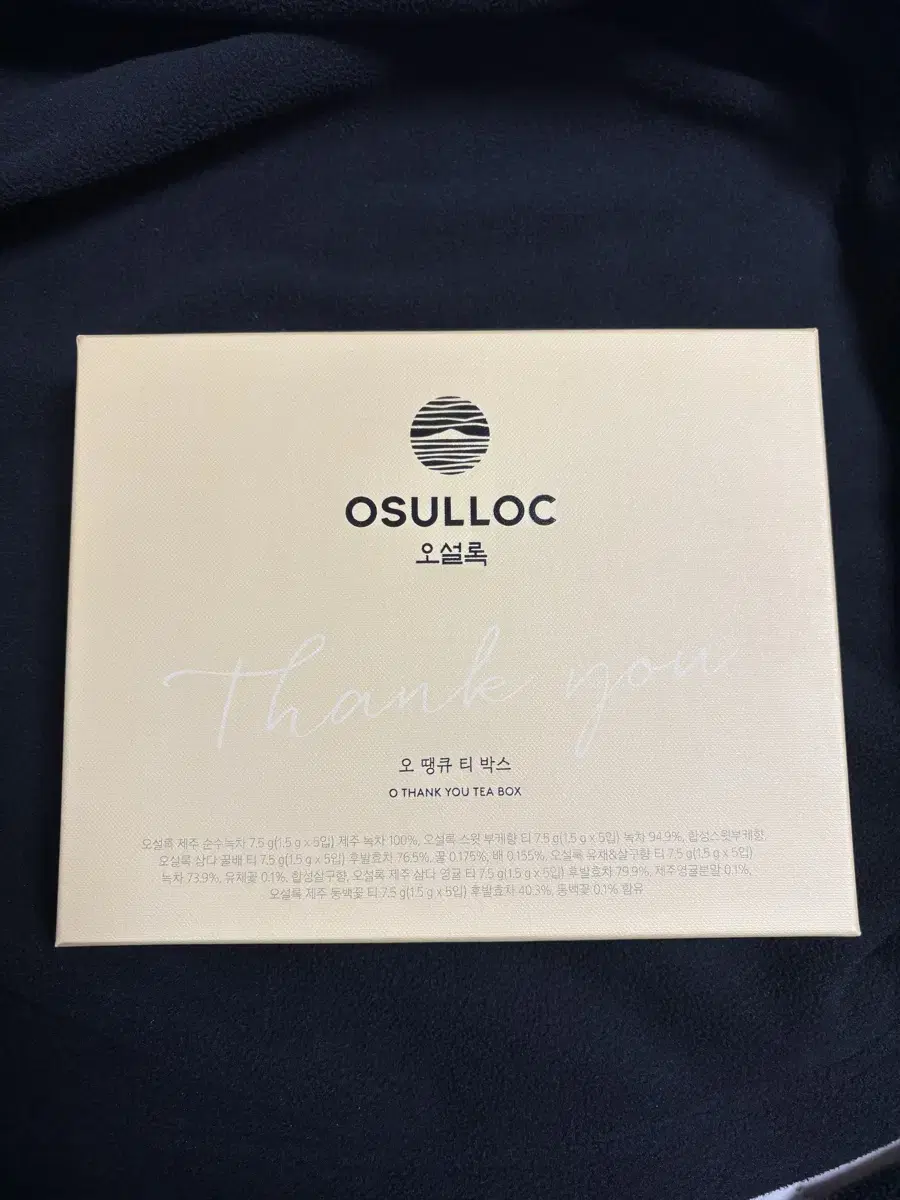 OSULLOC
오설록
Thank you
오 땡큐 티 박스
O THANK YOU TEA BOX
오설록 제주 순수녹차 7.5 g(1.5 g x 5입) 제주 녹차 100%, 오설록 스윗 부케향 티 7.5 g(1.5 g x 5입) 녹차 94.9%, 합성스윗부케향,
오설록 삼다 꿀배 티 7.5 g(1.5 g x 5입) 후발효차 76.5%, 꿀 0.175%, 배 0.155%, 오설록 유채&살구향 티 7.5 g(1.5 g x 5입)
녹차 73.9%, 유채꽃 0.1%, 합성살구향, 오설록 제주 삼다 영귤 티 7.5 g(1.5 g x 5입) 후발효차 79.9%, 제주영귤분말 0.1%,
오설록 제주 동백꽃 티 7.5 g(1.5 g x 5입) 후발효차 40.3%, 동백꽃 0.1% 함유